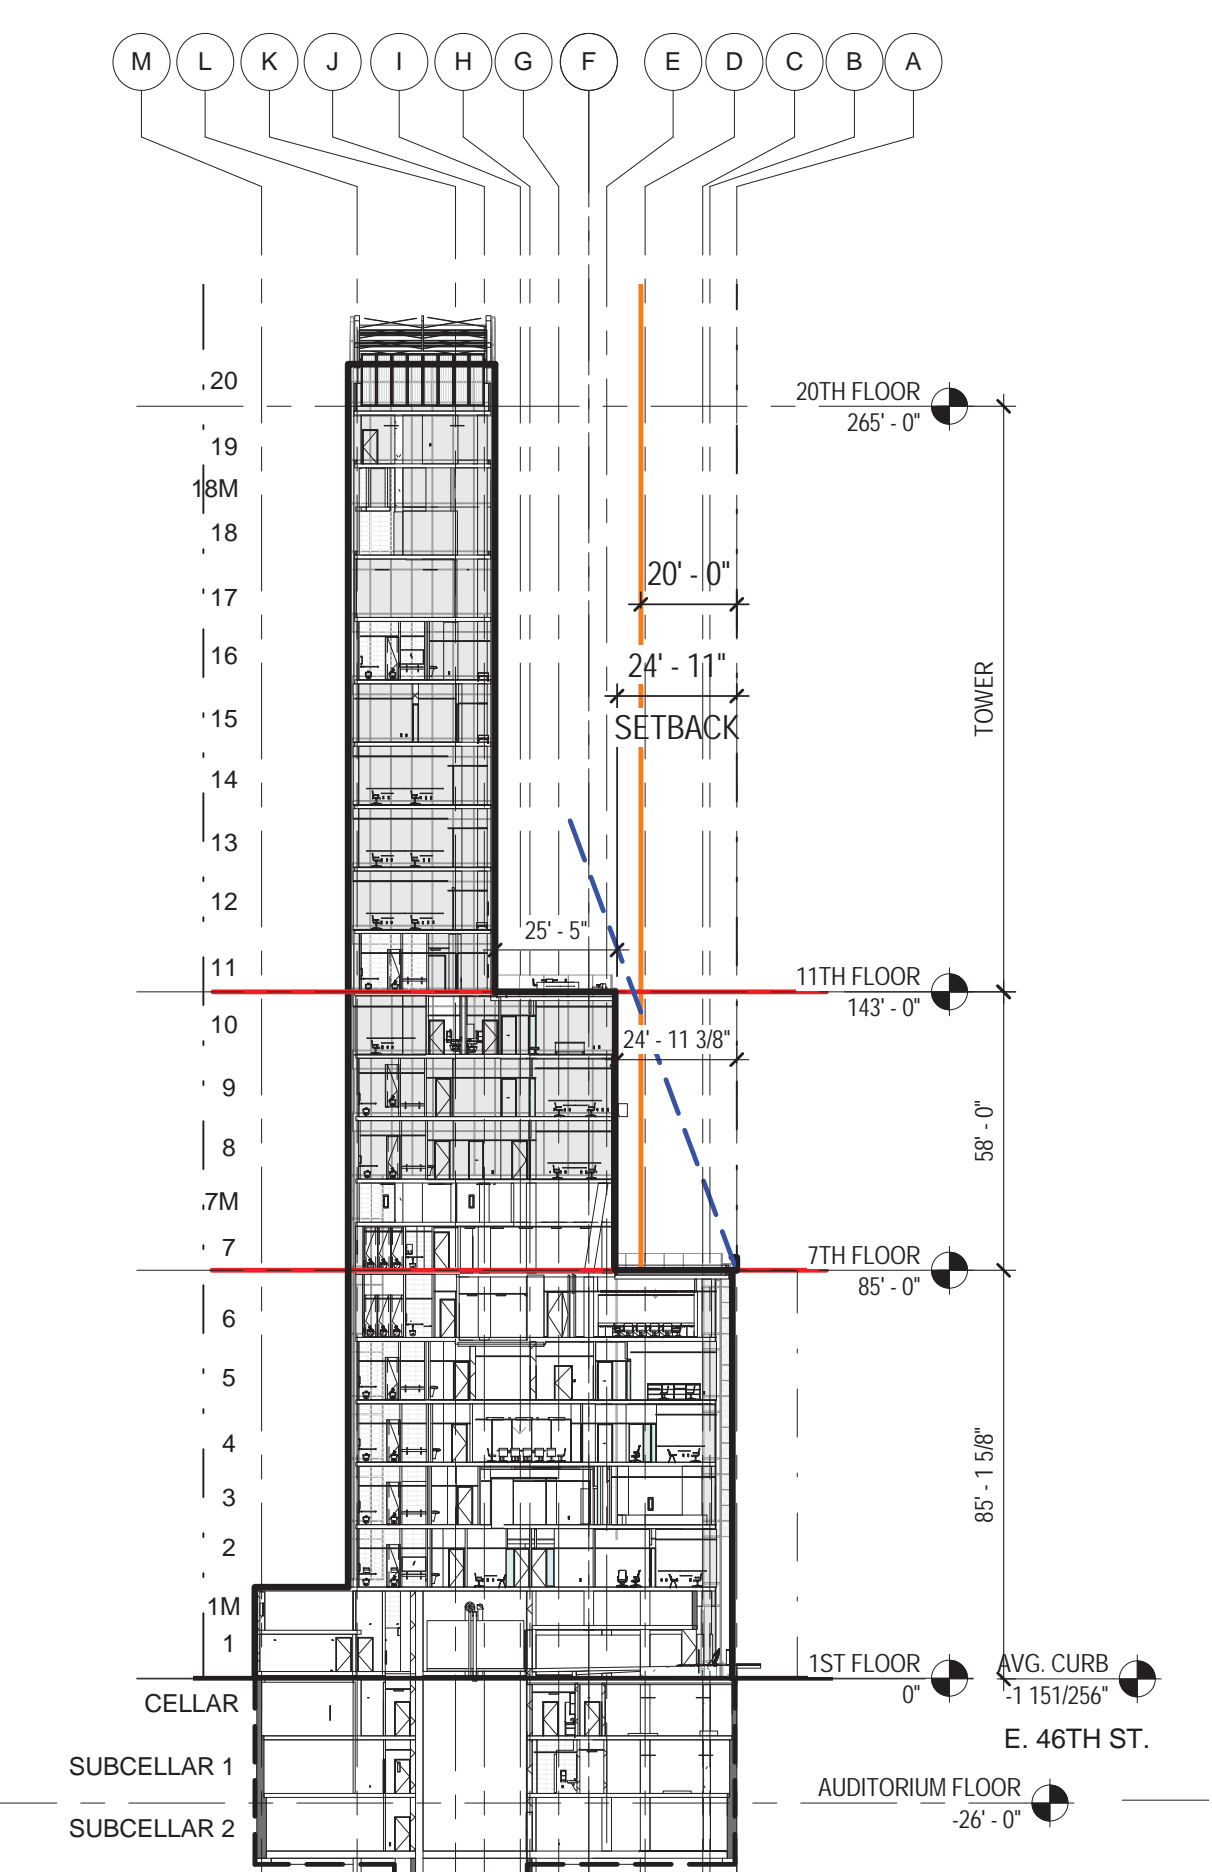 M L K J I H G F E D C B A
20
20TH FLOOR
265' - 0"
19
18M
18
20' - 0"
17
16
24' - 11"
SETBACK
TOWER
15
14
13
12
25' - 5"
11
11TH FLOOR
143' - 0"
10
24' - 11 3/8"
9
58' - 0"
8
7M
7
7TH FLOOR
85' - 0"
6
5
4
85' - 1 5/8"
3
2
1M
1
1ST FLOOR
0"
AVG. CURB
-1 151/256"
CELLAR
E. 46TH ST.
SUBCELLAR 1
AUDITORIUM FLOOR
-26' - 0"
SUBCELLAR 2